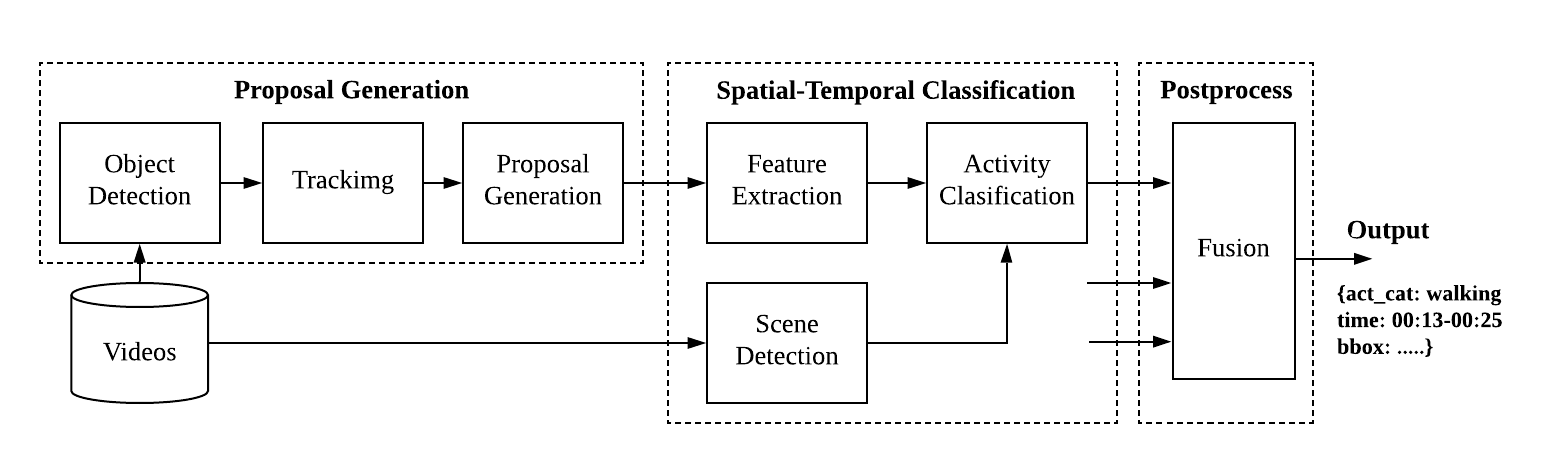 Proposal Generation
Object
Detection
Trackimg
Proposal
Generation
Videos
Spatial-Temporal Classification
Feature
Extraction
Activity
Clasification
Scene
Detection
Postprocess
Fusion
Output
{act_cat: walking
time: 00:13-00:25
bbox: .....}